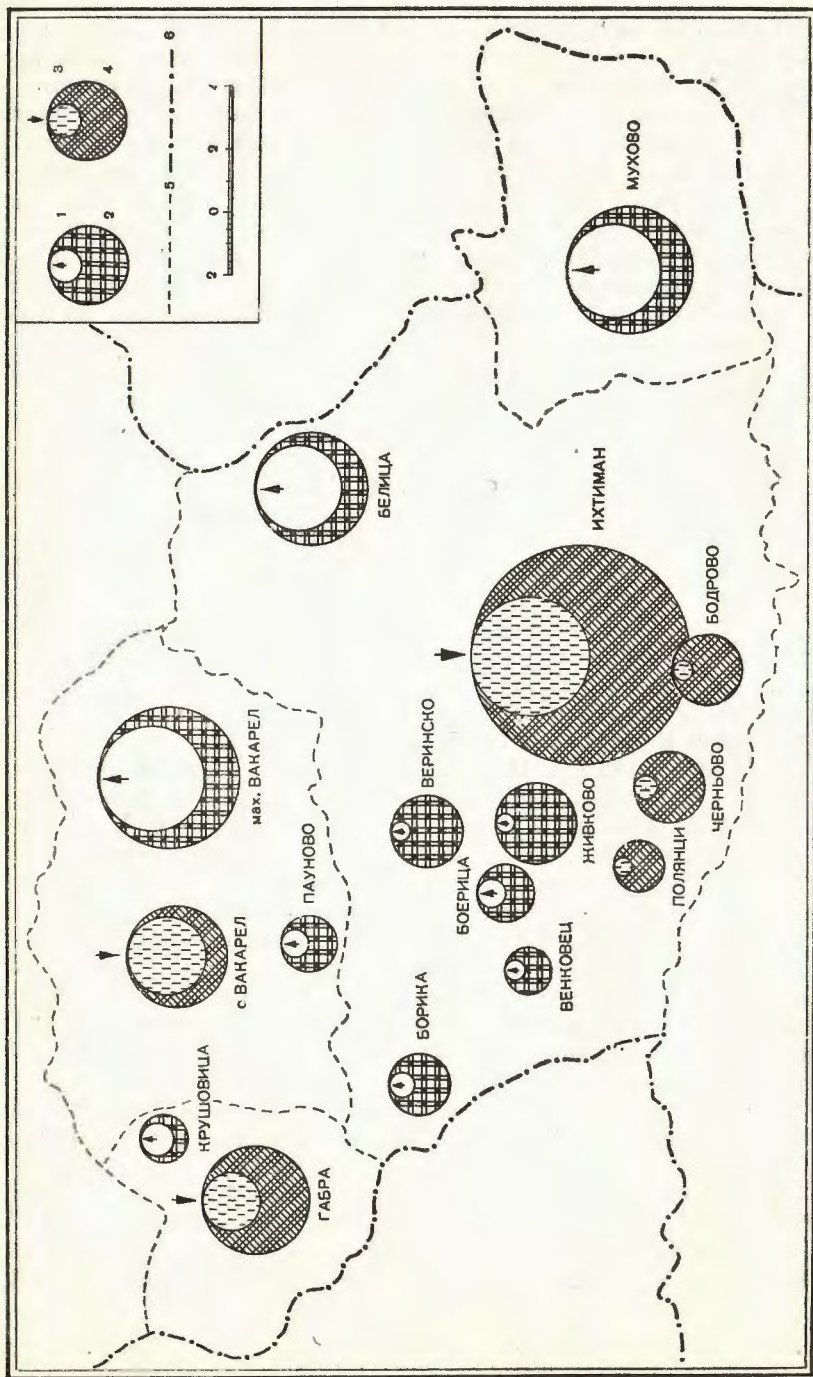 1 3
2 4
5 6
2 0 2 4
КРУШОВИЦА
с ВАКАРЕЛ
мах. ВАКАРЕЛ
ПАУНОВО
ГАБРА
БЕЛИЦА
БОРИКА
ВЕРИНСКО
БОЕРИЦА
ВЕНКОВЕЦ
ЖИВКОВО
ИХТИМАН
МУХОВО
ПОЛЯНЦИ
ЧЕРНЬОВО
БОДРОВО